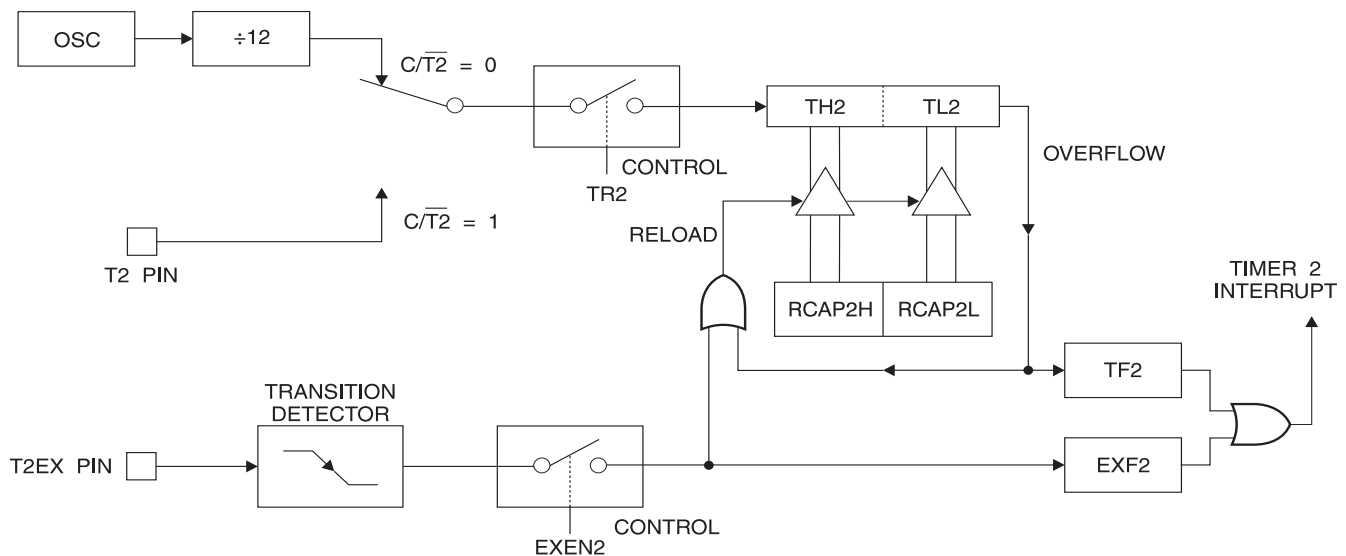 OSC
÷12
C/T2̅ = 0
TH2
TL2
OVERFLOW
CONTROL
TR2
C/T2̅ = 1
RELOAD
T2 PIN
TIMER 2
INTERRUPT
RCAP2H
RCAP2L
TF2
TRANSITION
DETECTOR
T2EX PIN
EXF2
CONTROL
EXEN2